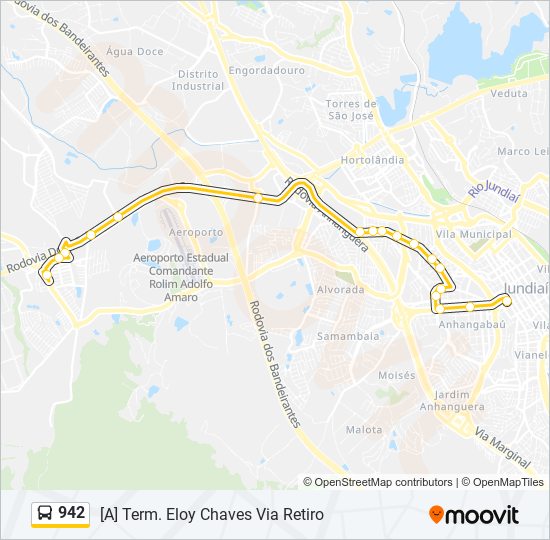 Rodovia dos Bandeirantes
Água Doce
Distrito
Industrial
Engordadouro
Torres de
São José
Veduta
Hortolândia
Marco Lei
Rio Jundiaí
Rodovia Anhanguera
Vila Municipal
Rodovia D
Aeroporto
Aeroporto Estadual
Comandante
Rolim Adolfo
Amaro
Jundiaí
Alvorada
Anhangabaú
Vila
Rodovia dos Bandeirantes
Samambaia
Vianel
Moisés
Jardim
Anhanguera
Malota
Via Marginal
© OpenStreetMap contributors | © OpenMapTiles
942
[A] Term. Eloy Chaves Via Retiro
moovit